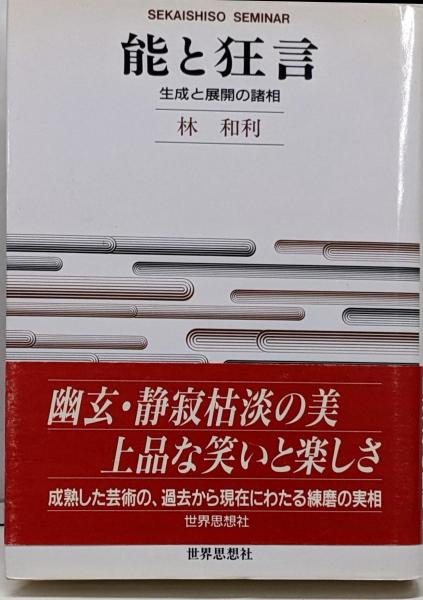 SEKAISHISO SEMINAR
能と狂言
生成と展開の諸相
林 和利
幽玄・静寂枯淡の美
上品な笑いと楽しさ
成熟した芸術の、過去から現在にわたる練磨の実相
世界思想社
世界思想社